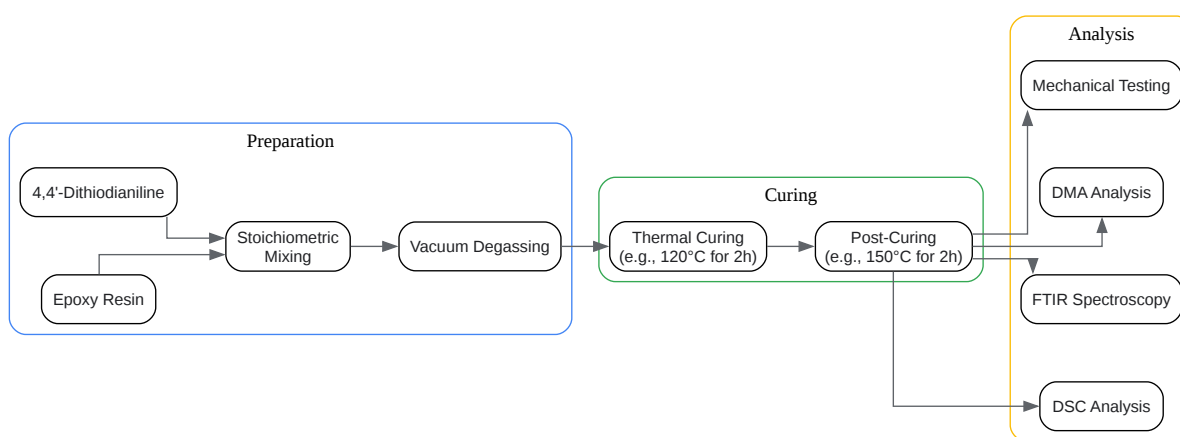 Preparation
4,4'-Dithiodianiline
Epoxy Resin
Stoichiometric
Mixing
Vacuum Degassing
Curing
Thermal Curing
(e.g., 120°C for 2h)
Post-Curing
(e.g., 150°C for 2h)
Analysis
Mechanical Testing
DMA Analysis
FTIR Spectroscopy
DSC Analysis